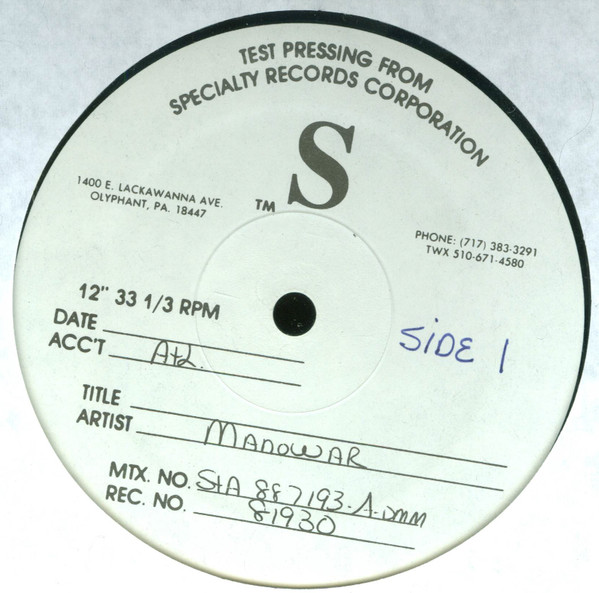 TEST PRESSING FROM
SPECIALTY RECORDS CORPORATION
S
TM
1400 E. LACKAWANNA AVE.
OLYPHANT, PA. 18447
PHONE: (717) 383-3291
TWX 510-671-4580
12" 33 1/3 RPM
SiDE 1
DATE
ACC'T Atl.
TITLE
ARTIST MANOWAR
MTX. NO. StA 887193-A-DMM
REC. NO. 81930